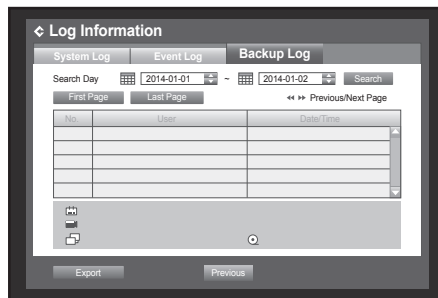 Log Information
System Log Event Log Backup Log
Search Day 2014-01-01 ~ 2014-01-02 Search
First Page Last Page Previous/Next Page
No. User Date/Time
Export Previous